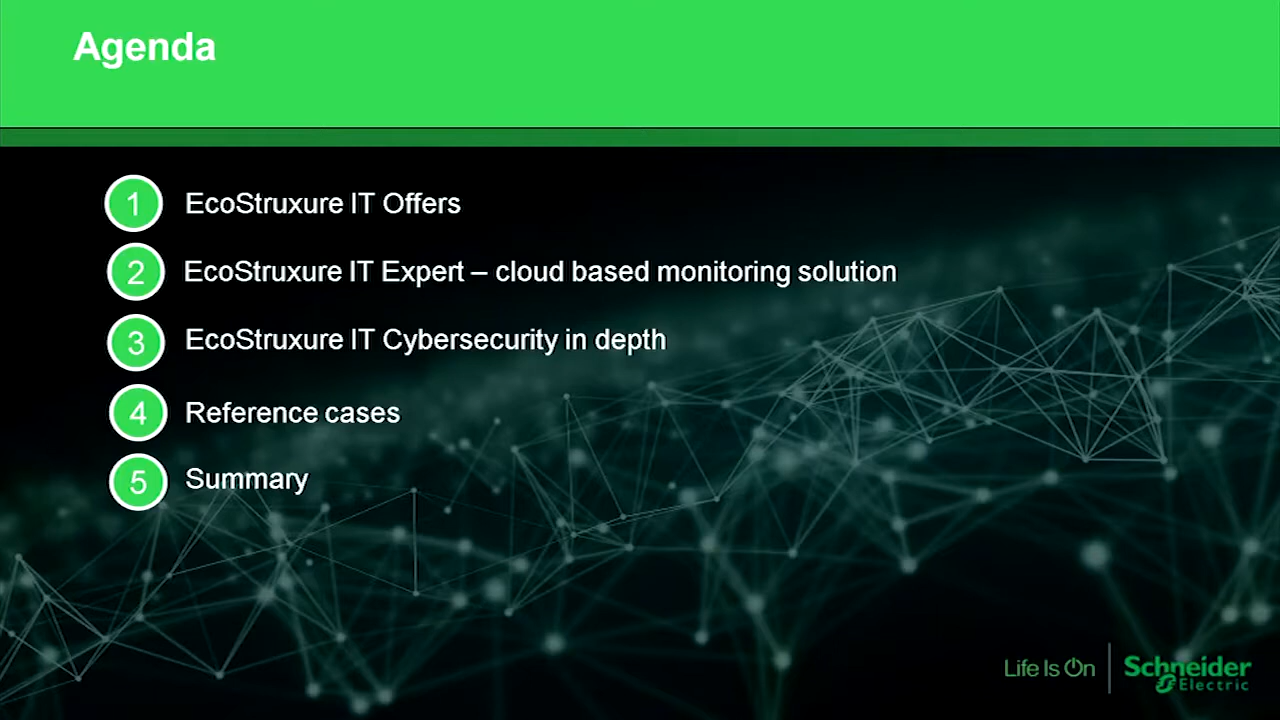 Agenda
1 EcoStruxure IT Offers
2 EcoStruxure IT Expert – cloud based monitoring solution
3 EcoStruxure IT Cybersecurity in depth
4 Reference cases
5 Summary
Life Is On
Schneider
Electric